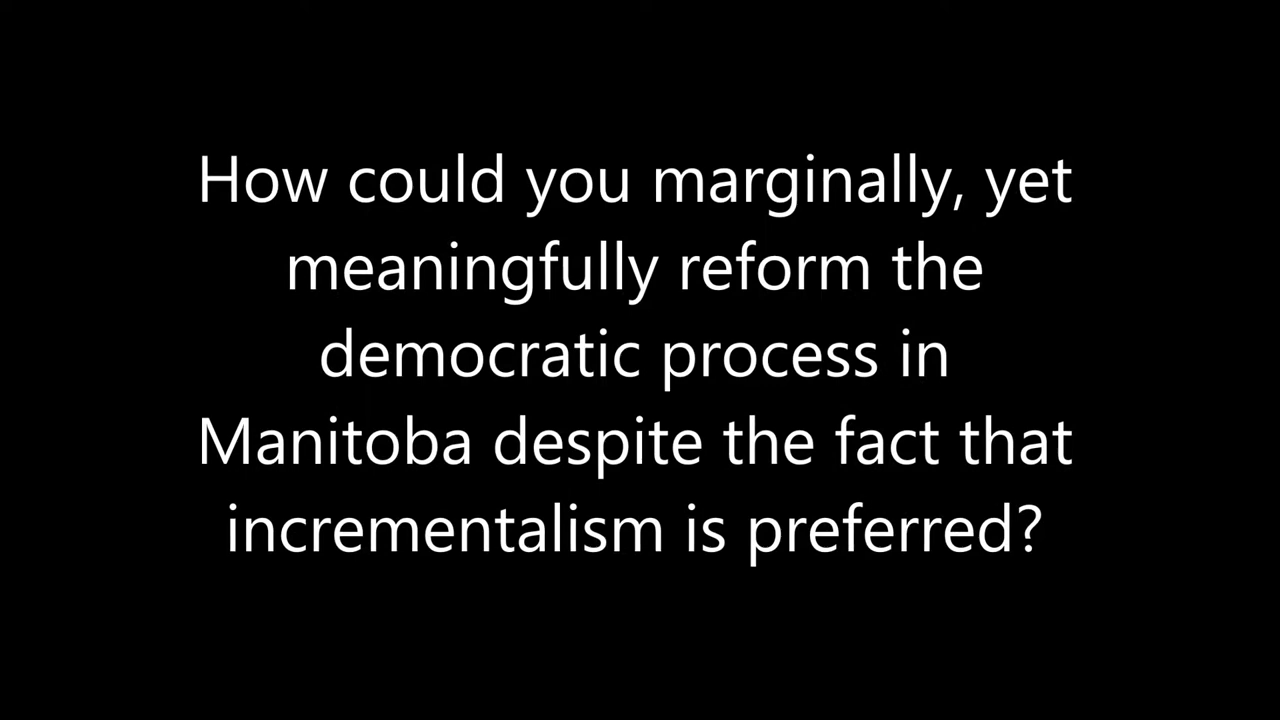 How could you marginally, yet
meaningfully reform the
democratic process in
Manitoba despite the fact that
incrementalism is preferred?